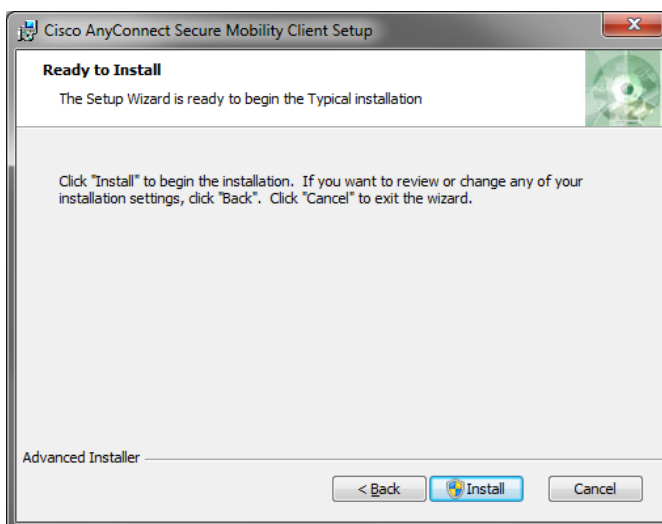 Cisco AnyConnect Secure Mobility Client Setup
Ready to Install
The Setup Wizard is ready to begin the Typical installation
Click "Install" to begin the installation.  If you want to review or change any of your
installation settings, click "Back".  Click "Cancel" to exit the wizard.
Advanced Installer
< Back
Install
Cancel